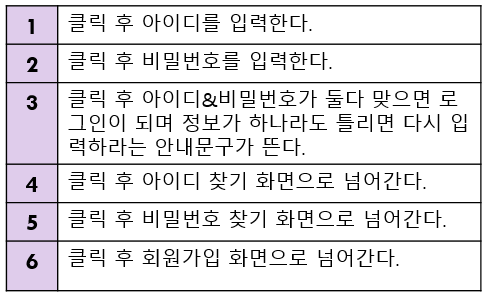 1 클릭 후 아이디를 입력한다.
2 클릭 후 비밀번호를 입력한다.
3 클릭 후 아이디&비밀번호가 둘다 맞으면 로
그인이 되며 정보가 하나라도 틀리면 다시 입
력하라는 안내문구가 뜬다.
4 클릭 후 아이디 찾기 화면으로 넘어간다.
5 클릭 후 비밀번호 찾기 화면으로 넘어간다.
6 클릭 후 회원가입 화면으로 넘어간다.